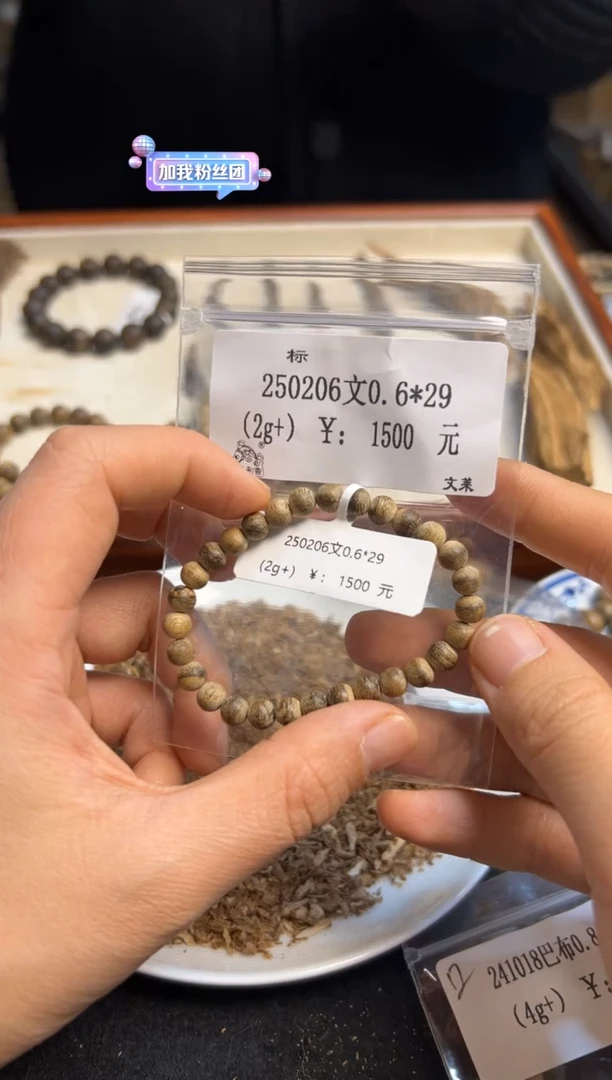 加我粉丝团
标
250206文0.6*29
(2g+) ¥： 1500 元
文莱
250206文0.6*29
(2g+) ¥： 1500 元
241018巴布0.8
(4g+) ¥：